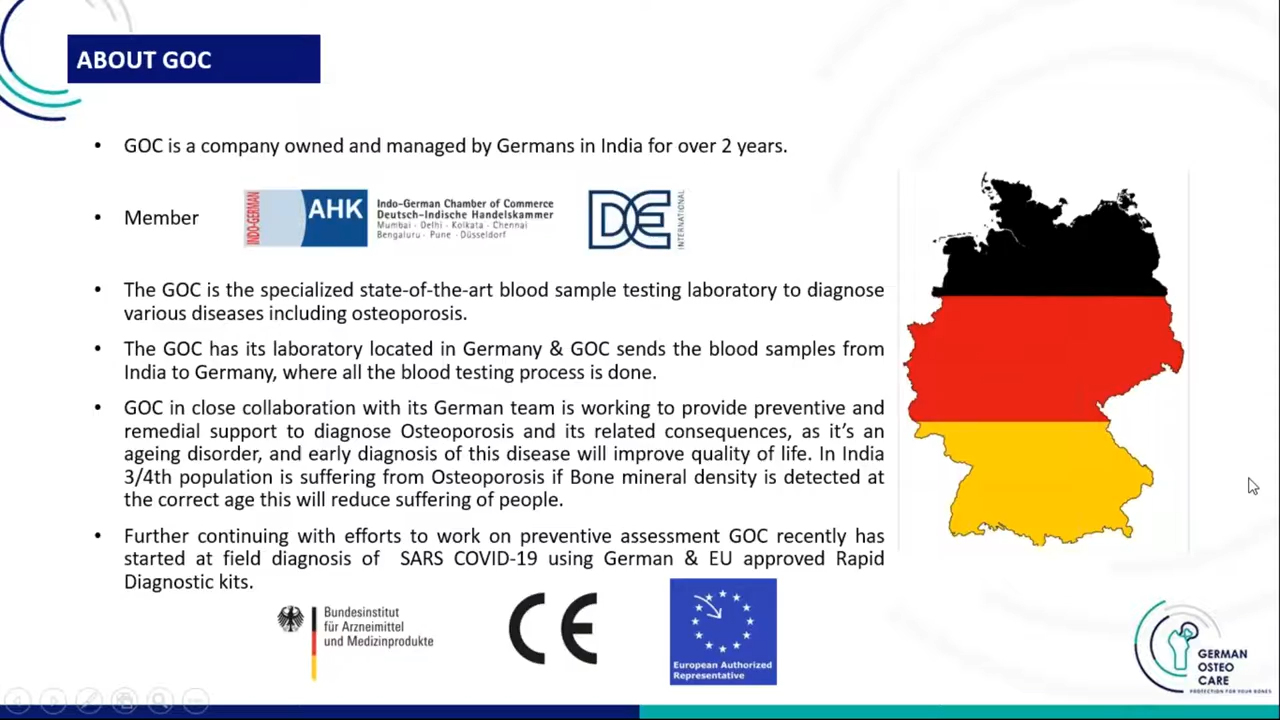 ABOUT GOC
• GOC is a company owned and managed by Germans in India for over 2 years.
• Member
INDO-GERMAN
AHK
Indo-German Chamber of Commerce
Deutsch-Indische Handelskammer
Mumbai · Delhi · Kolkata · Chennai
Bengaluru · Pune · Düsseldorf
DE
INTERNATIONAL
• The GOC is the specialized state-of-the-art blood sample testing laboratory to diagnose
various diseases including osteoporosis.
• The GOC has its laboratory located in Germany & GOC sends the blood samples from
India to Germany, where all the blood testing process is done.
• GOC in close collaboration with its German team is working to provide preventive and
remedial support to diagnose Osteoporosis and its related consequences, as it's an
ageing disorder, and early diagnosis of this disease will improve quality of life. In India
3/4th population is suffering from Osteoporosis if Bone mineral density is detected at
the correct age this will reduce suffering of people.
• Further continuing with efforts to work on preventive assessment GOC recently has
started at field diagnosis of SARS COVID-19 using German & EU approved Rapid
Diagnostic kits.
Bundesinstitut
für Arzneimittel
und Medizinprodukte
CE
European Authorized
Representative
GERMAN
OSTEO
CARE
PROTECTION FOR YOUR BONES